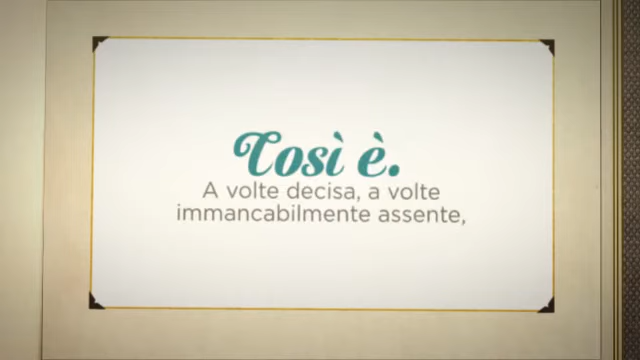 Così è.
A volte decisa, a volte
immancabilmente assente,